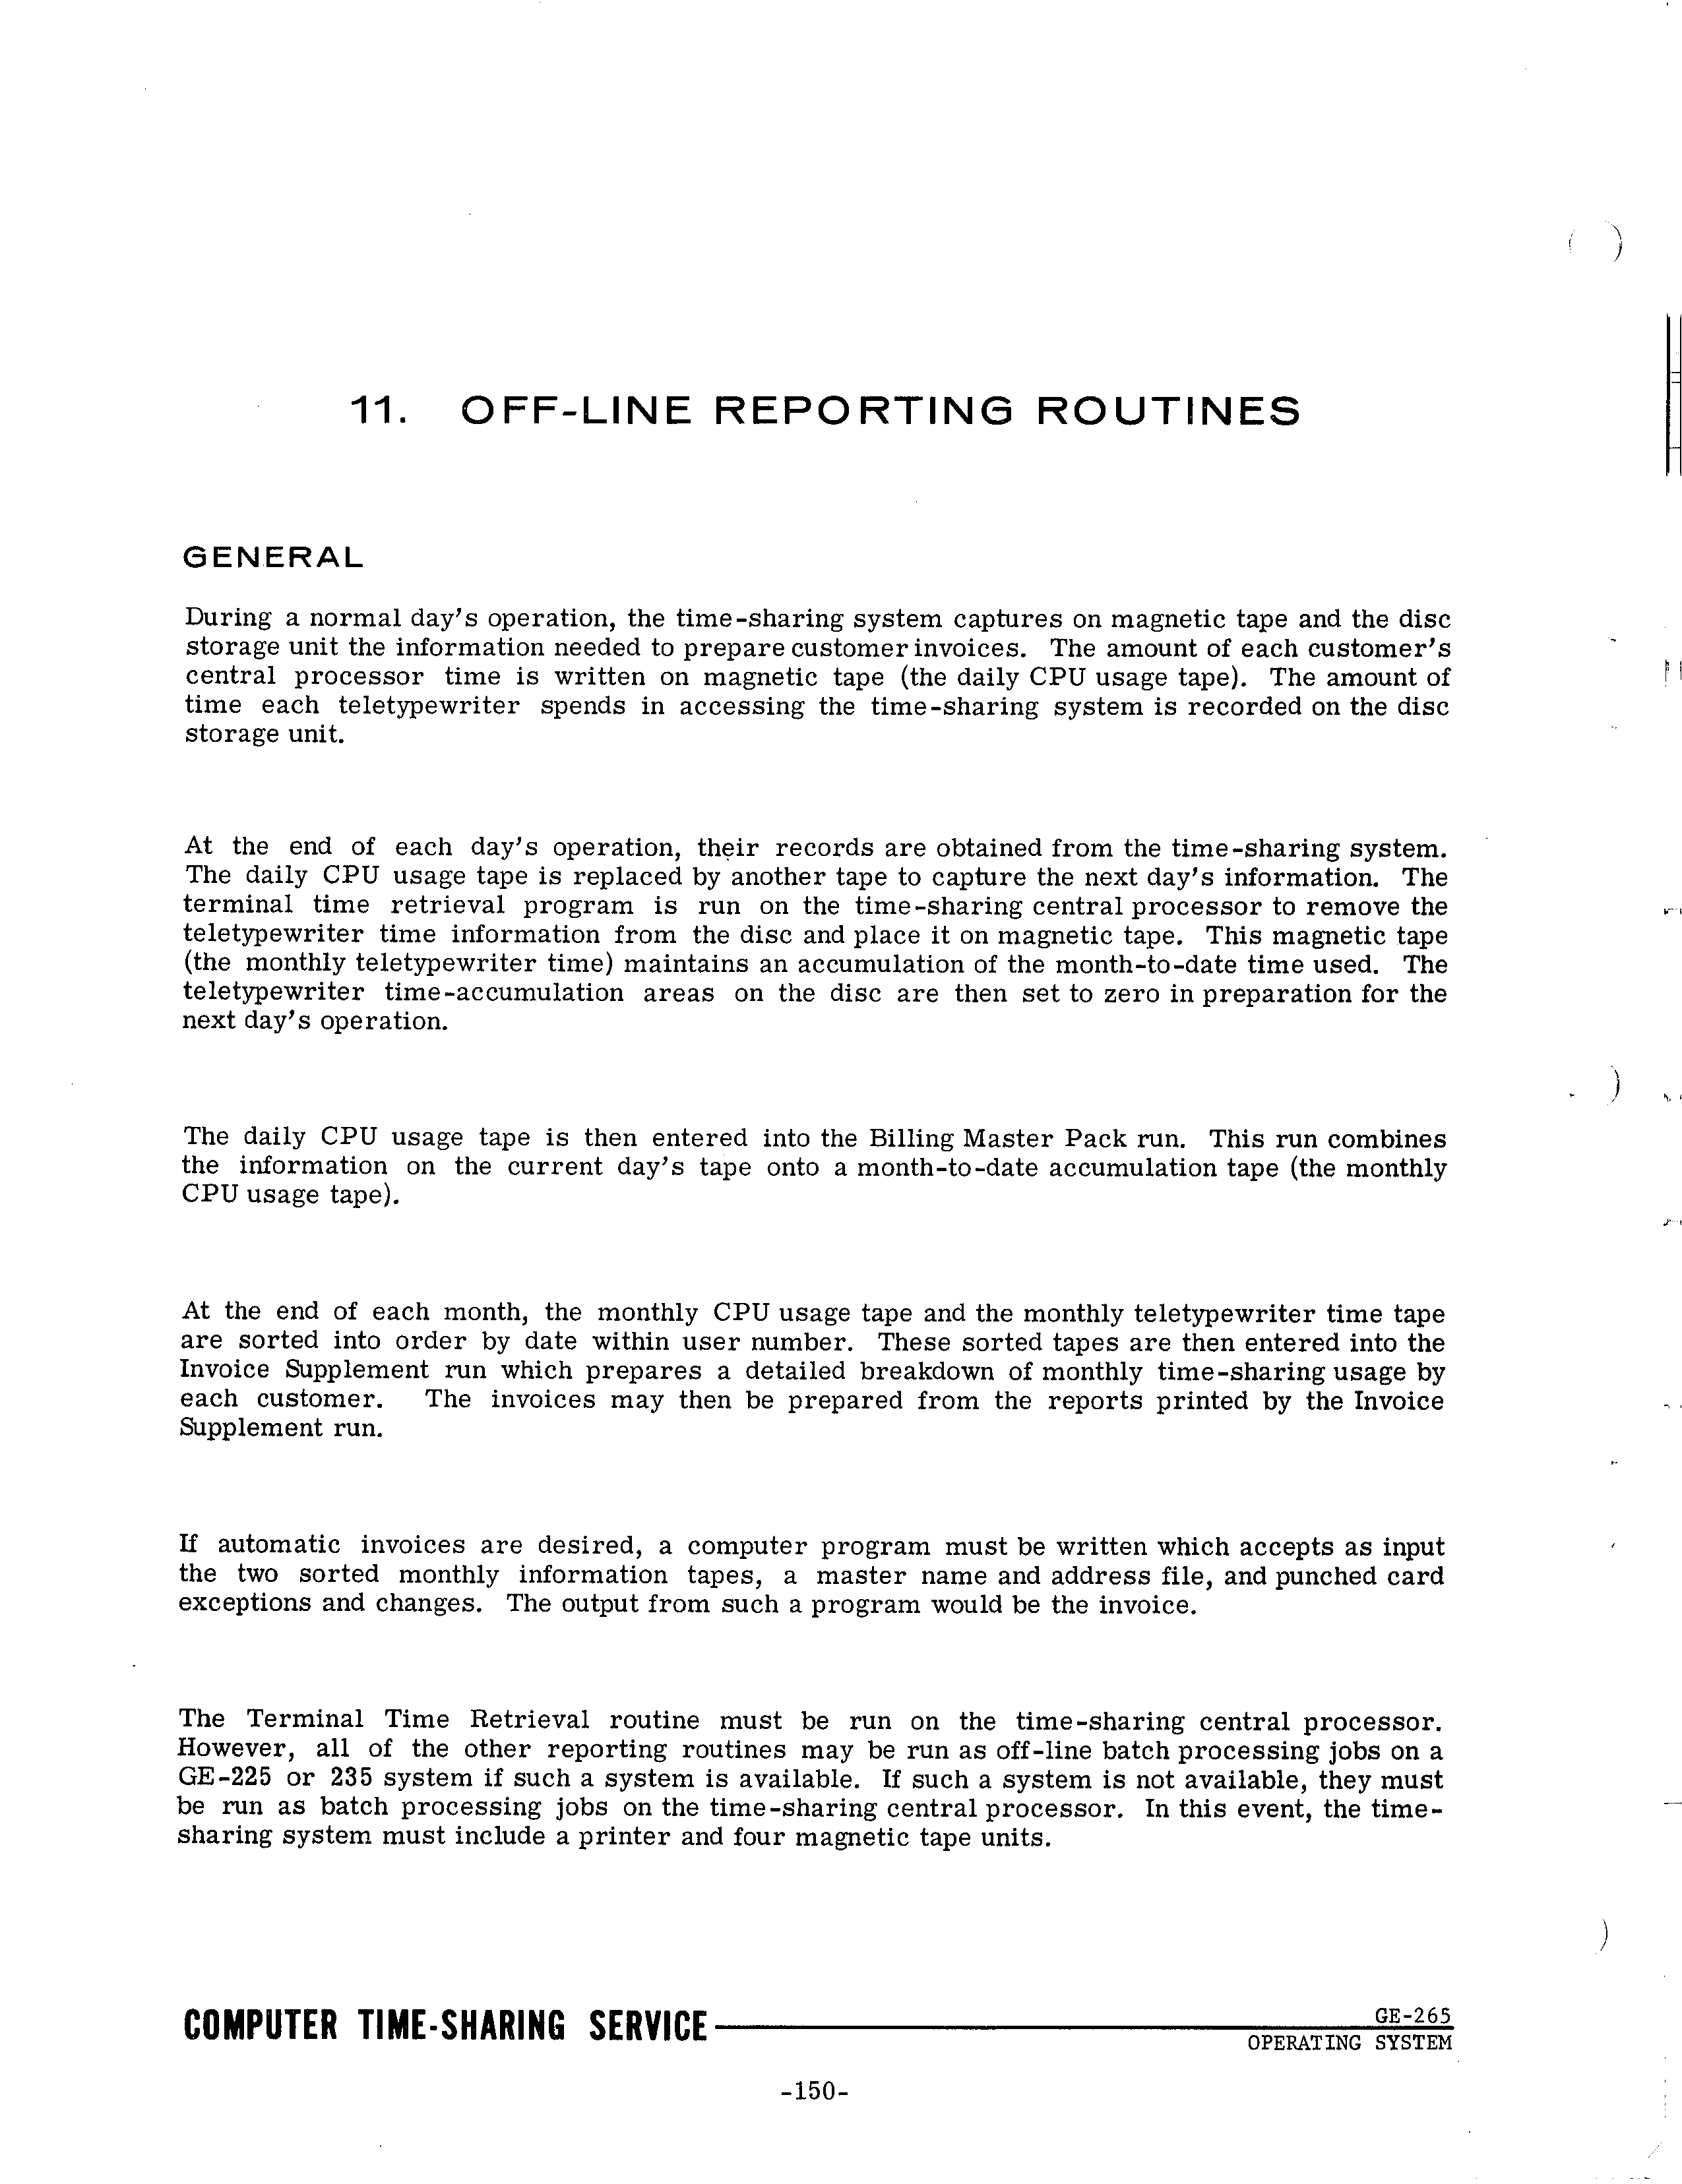 11. OFF-LINE REPORTING ROUTINES
GENERAL
During a normal day's operation, the time-sharing system captures on magnetic tape and the disc
storage unit the information needed to prepare customer invoices. The amount of each customer's
central processor time is written on magnetic tape (the daily CPU usage tape). The amount of
time each teletypewriter spends in accessing the time-sharing system is recorded on the disc
storage unit.
At the end of each day's operation, their records are obtained from the time-sharing system.
The daily CPU usage tape is replaced by another tape to capture the next day's information. The
terminal time retrieval program is run on the time-sharing central processor to remove the
teletypewriter time information from the disc and place it on magnetic tape. This magnetic tape
(the monthly teletypewriter time) maintains an accumulation of the month-to-date time used. The
teletypewriter time-accumulation areas on the disc are then set to zero in preparation for the
next day's operation.
The daily CPU usage tape is then entered into the Billing Master Pack run. This run combines
the information on the current day's tape onto a month-to-date accumulation tape (the monthly
CPU usage tape).
At the end of each month, the monthly CPU usage tape and the monthly teletypewriter time tape
are sorted into order by date within user number. These sorted tapes are then entered into the
Invoice Supplement run which prepares a detailed breakdown of monthly time-sharing usage by
each customer. The invoices may then be prepared from the reports printed by the Invoice
Supplement run.
If automatic invoices are desired, a computer program must be written which accepts as input
the two sorted monthly information tapes, a master name and address file, and punched card
exceptions and changes. The output from such a program would be the invoice.
The Terminal Time Retrieval routine must be run on the time-sharing central processor.
However, all of the other reporting routines may be run as off-line batch processing jobs on a
GE-225 or 235 system if such a system is available. If such a system is not available, they must
be run as batch processing jobs on the time-sharing central processor. In this event, the time-
sharing system must include a printer and four magnetic tape units.
COMPUTER TIME-SHARING SERVICE
GE-265
OPERATING SYSTEM
-150-